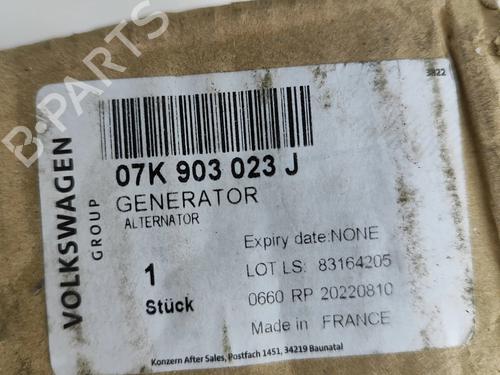 3822
07K 903 023 J
GENERATOR
ALTERNATOR
VOLKSWAGEN
GROUP
Expiry date:NONE
1
LOT LS: 83164205
Stück
0660 RP 20220810
Made in FRANCE
Konzern After Sales, Postfach 1451, 34219 Baunatal
B-PARTS